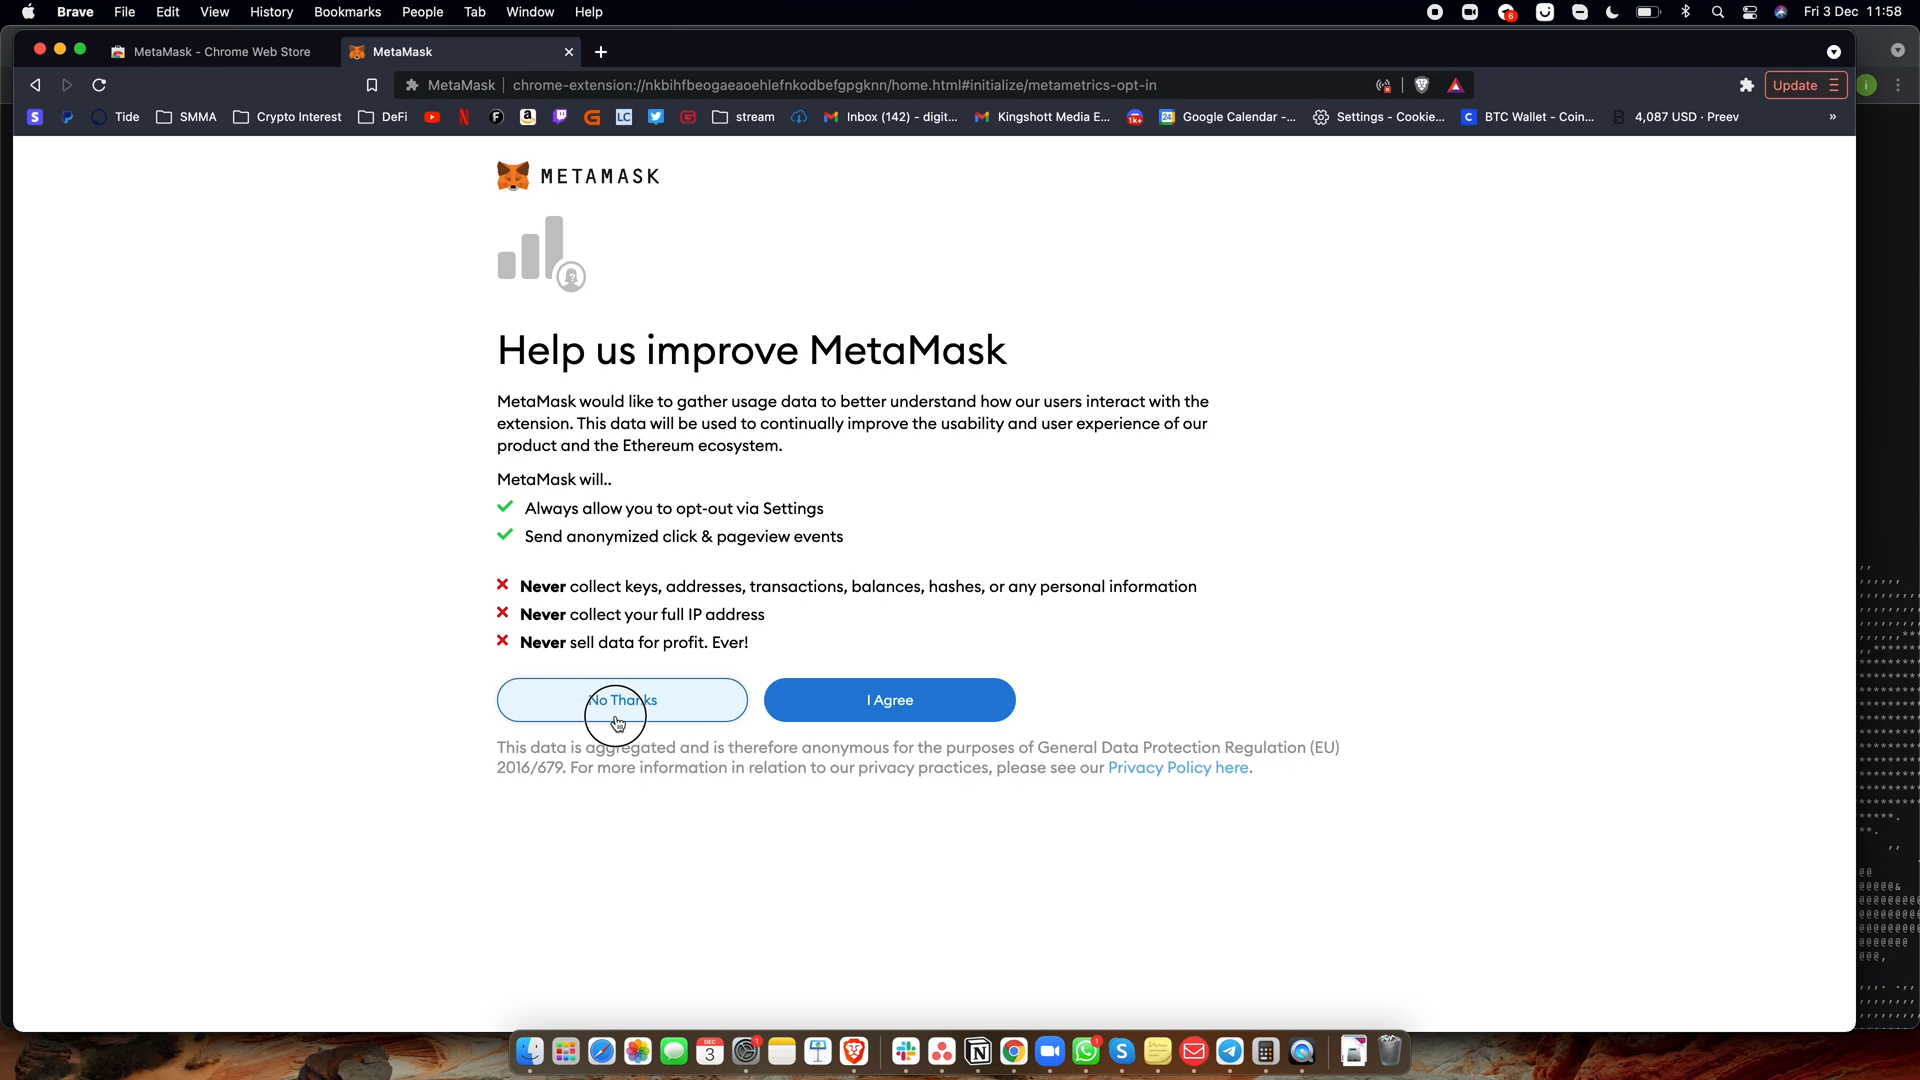 Brave File Edit View History Bookmarks People Tab Window Help 6 Fri 3 Dec 11:58
MetaMask - Chrome Web Store MetaMask
MetaMask chrome-extension://nkbihfbeogaeaoehlefnkodbefgpgknn/home.html#initialize/metametrics-opt-in Update i
Tide SMMA Crypto Interest DeFi LC stream Inbox (142) - digit... Kingshott Media E... 1k+ 24 Google Calendar -... Settings - Cookie... BTC Wallet - Coin... 4,087 USD · Preev »
METAMASK
Help us improve MetaMask
MetaMask would like to gather usage data to better understand how our users interact with the
extension. This data will be used to continually improve the usability and user experience of our
product and the Ethereum ecosystem.
MetaMask will..
Always allow you to opt-out via Settings
Send anonymized click & pageview events
Never collect keys, addresses, transactions, balances, hashes, or any personal information
Never collect your full IP address
Never sell data for profit. Ever!
No Thanks I Agree
This data is aggregated and is therefore anonymous for the purposes of General Data Protection Regulation (EU)
2016/679. For more information in relation to our privacy practices, please see our Privacy Policy here.
DEC 3 1 1